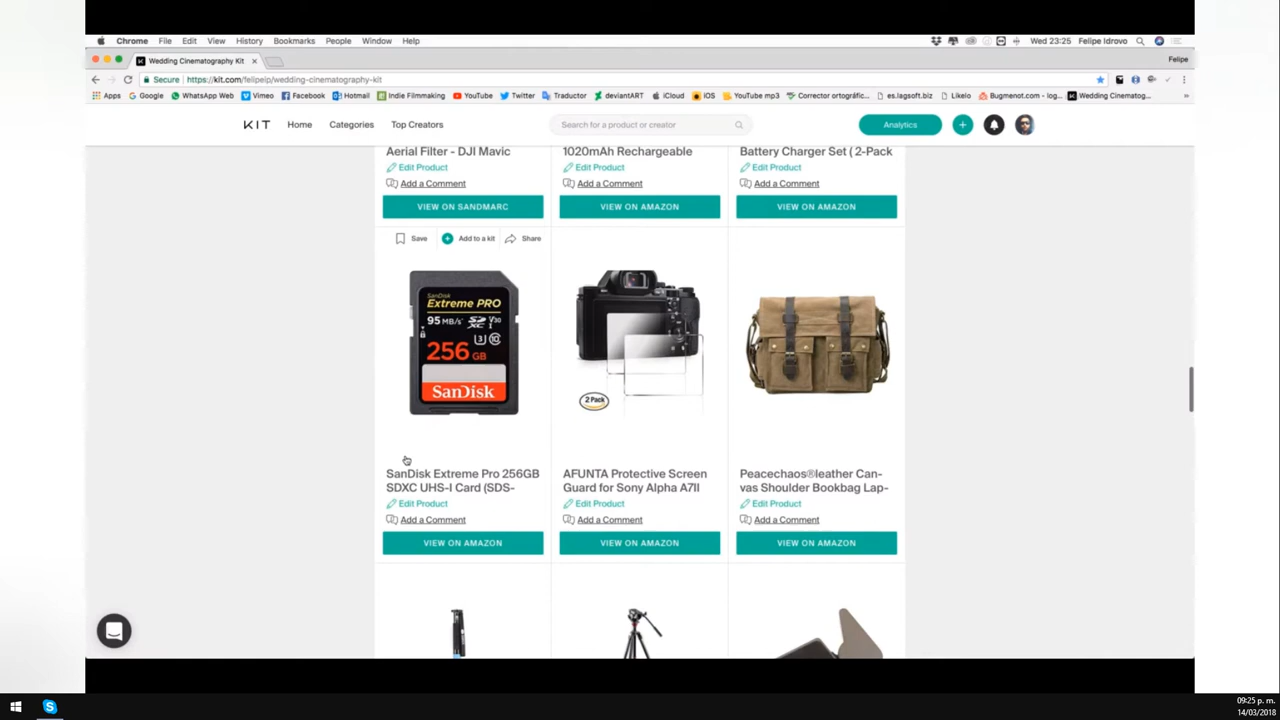 Chrome File Edit View History Bookmarks People Window Help Wed 23:25 Felipe Idrovo
Wedding Cinematography Kit Felipe
Secure https://kit.com/felipeip/wedding-cinematography-kit
Apps Google WhatsApp Web Vimeo Facebook Hotmail Indie Filmmaking YouTube Twitter Traductor deviantART iCloud iOS YouTube mp3 Corrector ortográfic... es.lagsoft.biz Likelo Bugmenot.com - log... Wedding Cinematog... »
KIT Home Categories Top Creators Search for a product or creator Analytics
Aerial Filter - DJI Mavic 1020mAh Rechargeable Battery Charger Set ( 2-Pack
Edit Product Edit Product Edit Product
Add a Comment Add a Comment Add a Comment
VIEW ON SANDMARC VIEW ON AMAZON VIEW ON AMAZON
Save Add to a kit Share
SanDisk
Extreme PRO
95 MB/s XC I V30
U3 10
256 GB
SanDisk
2 Pack
SanDisk Extreme Pro 256GB AFUNTA Protective Screen Peacechaos®leather Can-
SDXC UHS-I Card (SDS- Guard for Sony Alpha A7II vas Shoulder Bookbag Lap-
Edit Product Edit Product Edit Product
Add a Comment Add a Comment Add a Comment
VIEW ON AMAZON VIEW ON AMAZON VIEW ON AMAZON
09:25 p. m.
14/03/2018